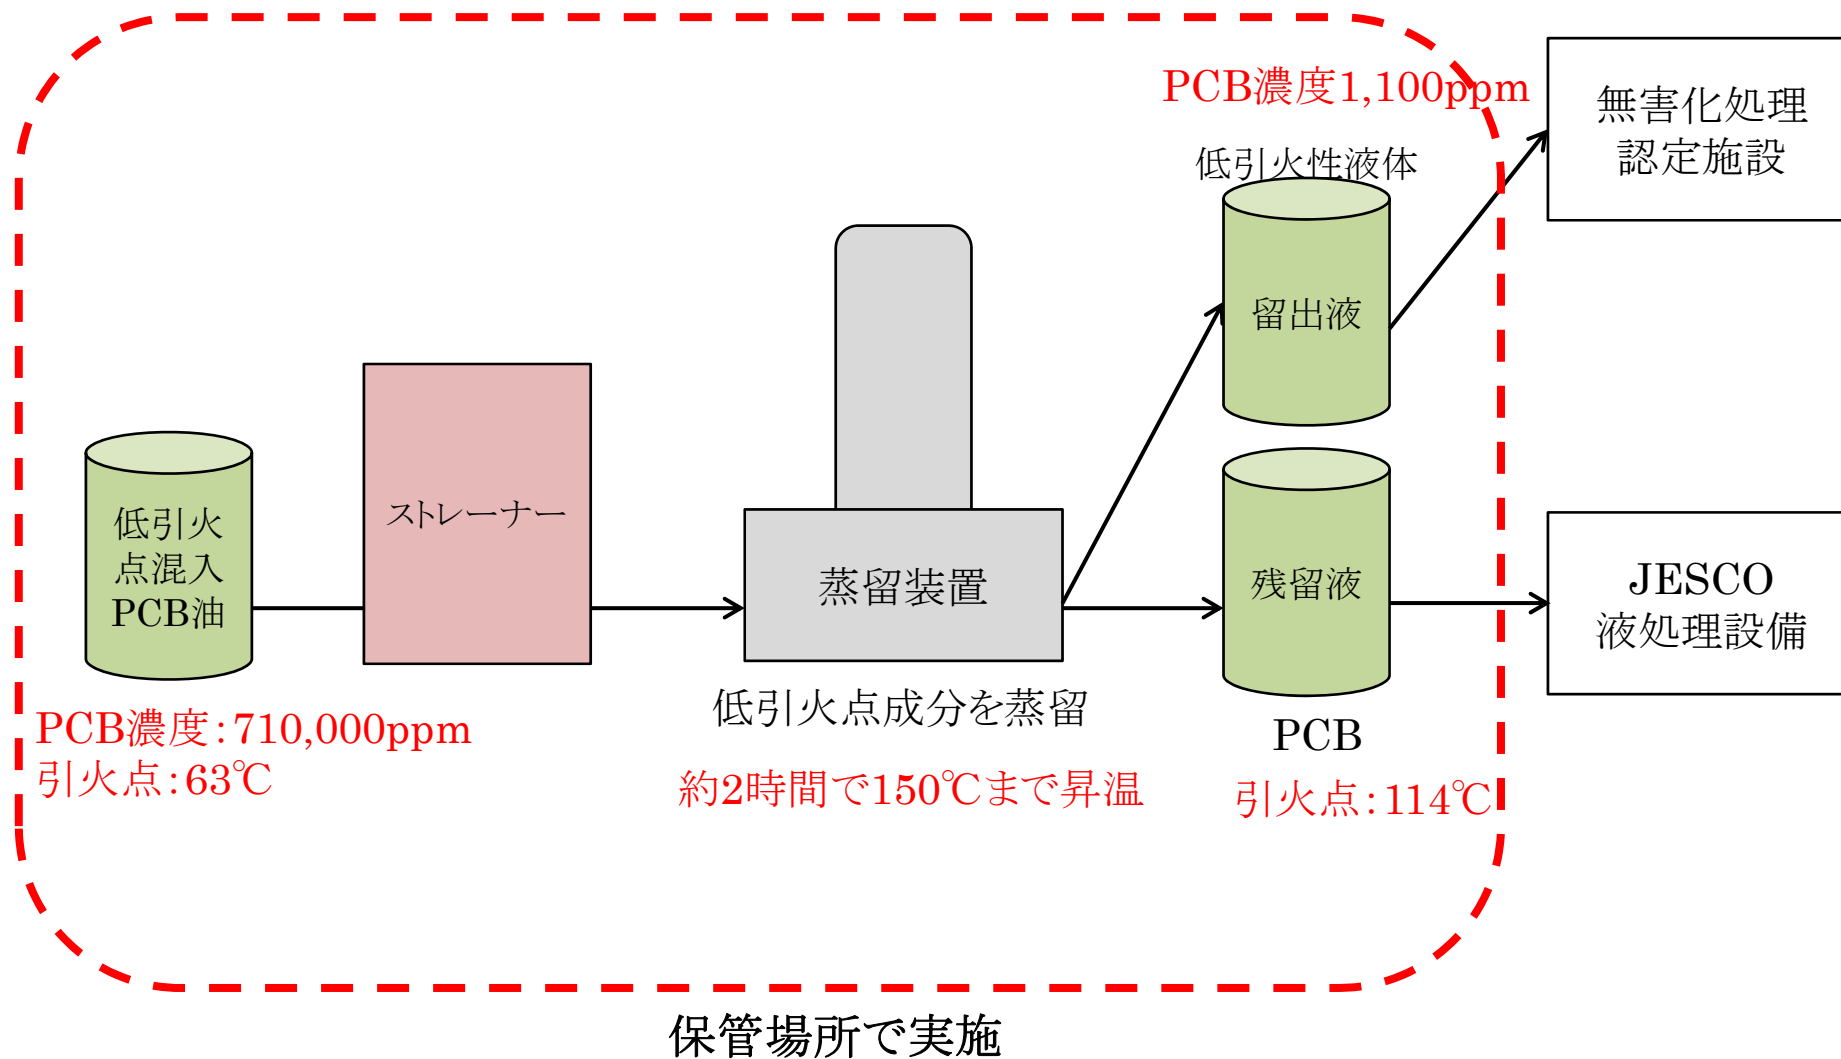 PCB濃度1,100ppm
低引火性液体
無害化処理
認定施設
留出液
低引火
点混入
PCB油
ストレーナー
蒸留装置
残留液
JESCO
液処理設備
PCB濃度：710,000ppm
引火点：63℃
低引火点成分を蒸留
約2時間で150℃まで昇温
PCB
引火点：114℃
保管場所で実施